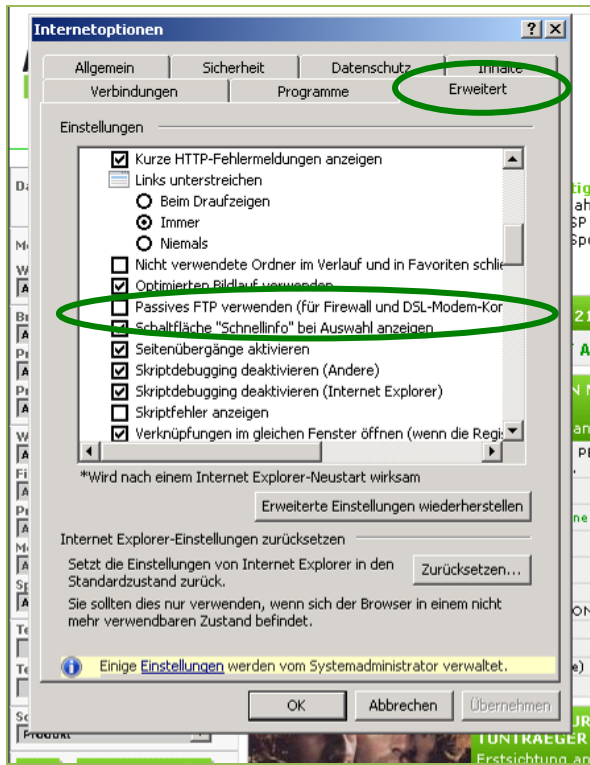 Internetoptionen
Allgemein Sicherheit Datenschutz Inhalte
Verbindungen Programme Erweitert
Einstellungen
Kurze HTTP-Fehlermeldungen anzeigen
Links unterstreichen
Beim Draufzeigen
Immer
Niemals
Nicht verwendete Ordner im Verlauf und in Favoriten schlie
Optimierten Bildlauf verwenden
Passives FTP verwenden (für Firewall und DSL-Modem-Kor
Schaltfläche "Schnellinfo" bei Auswahl anzeigen
Seitenübergänge aktivieren
Skriptdebugging deaktivieren (Andere)
Skriptdebugging deaktivieren (Internet Explorer)
Skriptfehler anzeigen
Verknüpfungen im gleichen Fenster öffnen (wenn die Regis
*Wird nach einem Internet Explorer-Neustart wirksam
Erweiterte Einstellungen wiederherstellen
Internet Explorer-Einstellungen zurücksetzen
Setzt die Einstellungen von Internet Explorer in den
Standardzustand zurück.
Zurücksetzen...
Sie sollten dies nur verwenden, wenn sich der Browser in einem nicht
mehr verwendbaren Zustand befindet.
Einige Einstellungen werden vom Systemadministrator verwaltet.
OK Abbrechen Übernehmen
TUNTRAEGER
Erstsichtung an